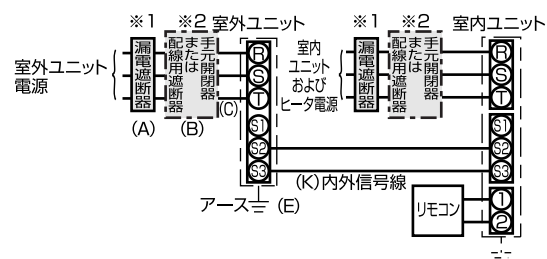 ※1
※2
室外ユニット
室外ユニット
電源
漏電遮断器
手元開閉器
または
配線用遮断器
R
S
T
S1
S2
S3
(A)
(B)
(C)
アース
(E)
(K)内外信号線
※1
※2
室内ユニット
室内
ユニット
および
ヒータ電源
漏電遮断器
手元開閉器
または
配線用遮断器
R
S
T
S1
S2
S3
リモコン
1
2